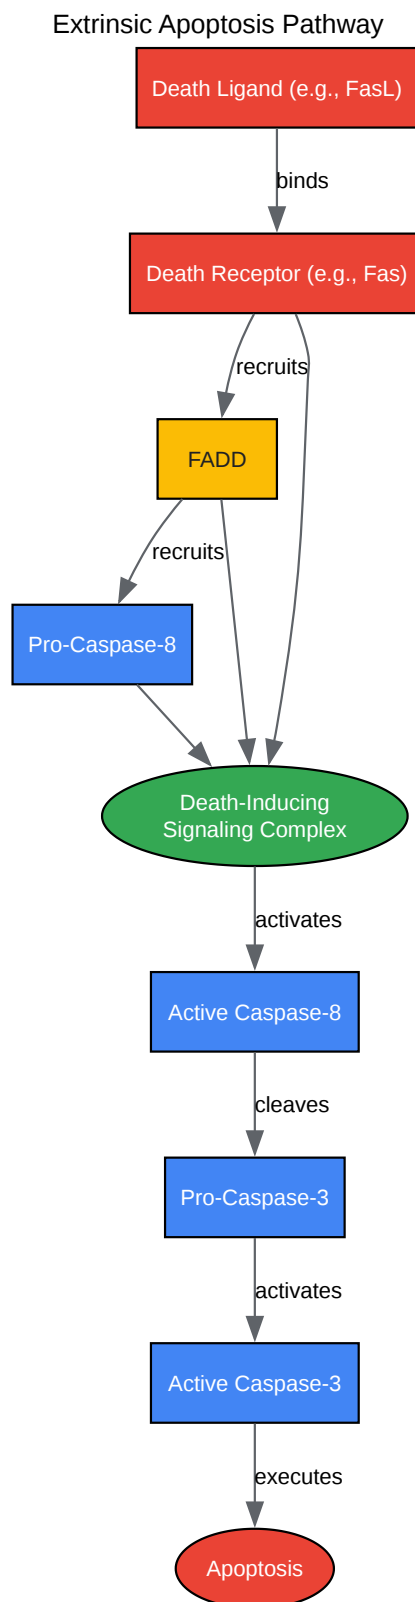 Extrinsic Apoptosis Pathway
Death Ligand (e.g., FasL)
binds
Death Receptor (e.g., Fas)
recruits
FADD
recruits
Pro-Caspase-8
Death-Inducing
Signaling Complex
activates
Active Caspase-8
cleaves
Pro-Caspase-3
activates
Active Caspase-3
executes
Apoptosis